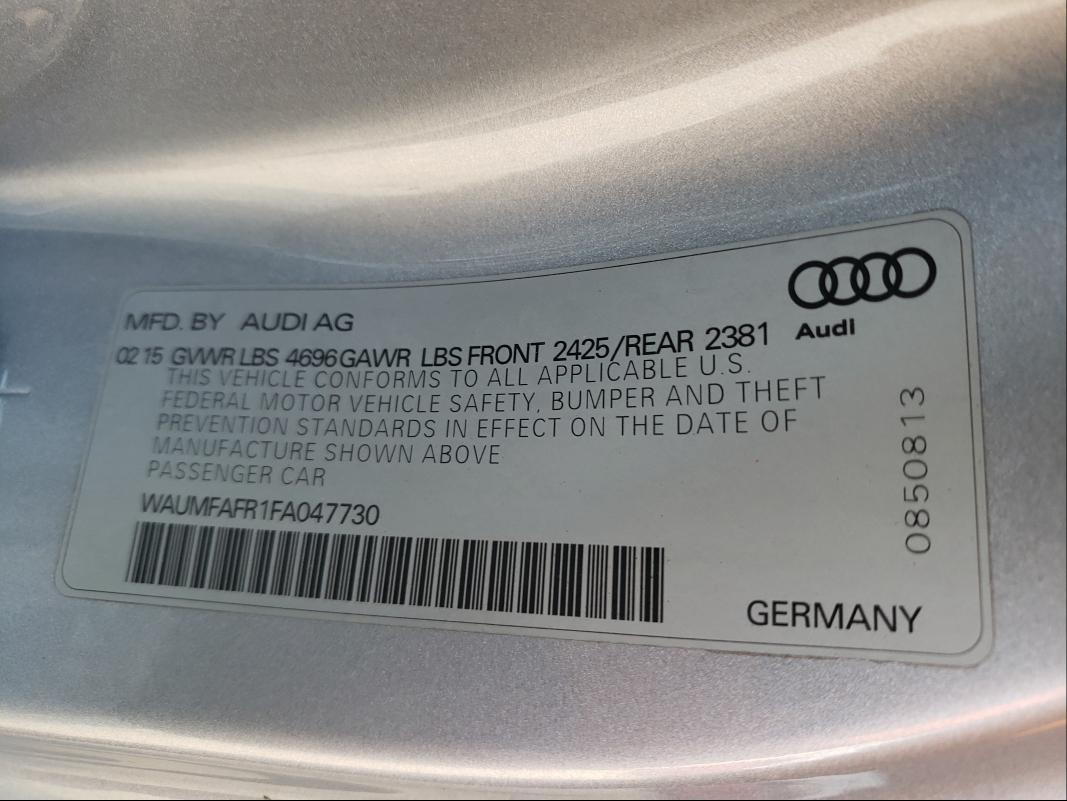 Audi
MFD. BY AUDI AG
02 15 GVWR LBS 4696 GAWR LBS FRONT 2425/REAR 2381
THIS VEHICLE CONFORMS TO ALL APPLICABLE U.S.
FEDERAL MOTOR VEHICLE SAFETY, BUMPER AND THEFT
PREVENTION STANDARDS IN EFFECT ON THE DATE OF
MANUFACTURE SHOWN ABOVE
PASSENGER CAR
WAUMFAFR1FA047730
0850813
GERMANY